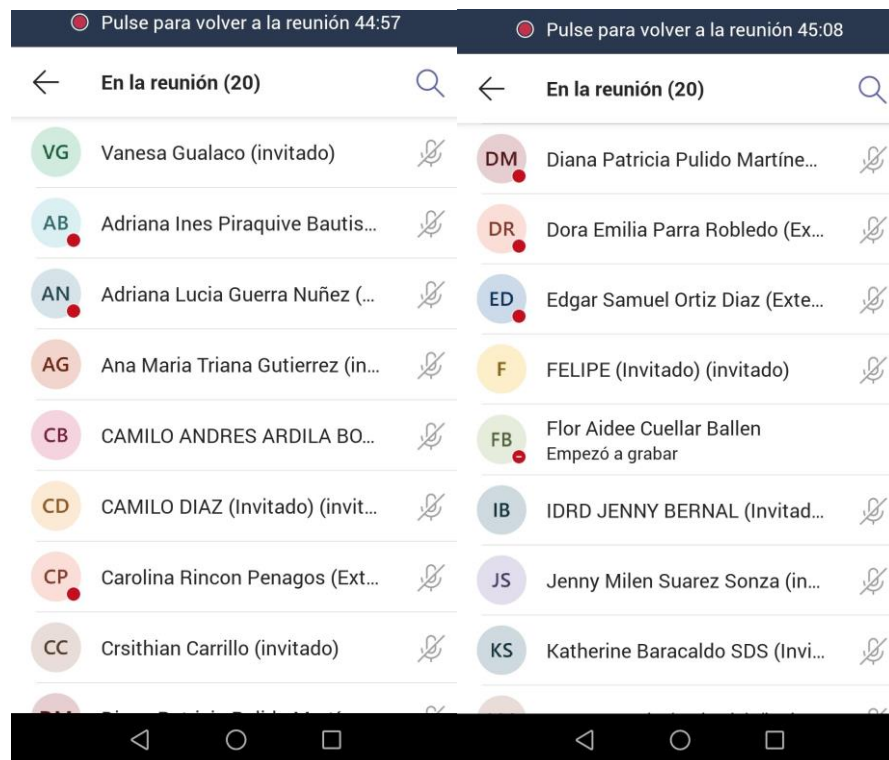 Pulse para volver a la reunión 44:57
En la reunión (20)
VG Vanesa Gualaco (invitado)
AB Adriana Ines Piraquive Bautis...
AN Adriana Lucia Guerra Nuñez (...
AG Ana Maria Triana Gutierrez (in...
CB CAMILO ANDRES ARDILA BO...
CD CAMILO DIAZ (Invitado) (invit...
CP Carolina Rincon Penagos (Ext...
CC Crsithian Carrillo (invitado)
Pulse para volver a la reunión 45:08
En la reunión (20)
DM Diana Patricia Pulido Martíne...
DR Dora Emilia Parra Robledo (Ex...
ED Edgar Samuel Ortiz Diaz (Exte...
F FELIPE (Invitado) (invitado)
FB Flor Aidee Cuellar Ballen
Empezó a grabar
IB IDRD JENNY BERNAL (Invitad...
JS Jenny Milen Suarez Sonza (in...
KS Katherine Baracaldo SDS (Invi...